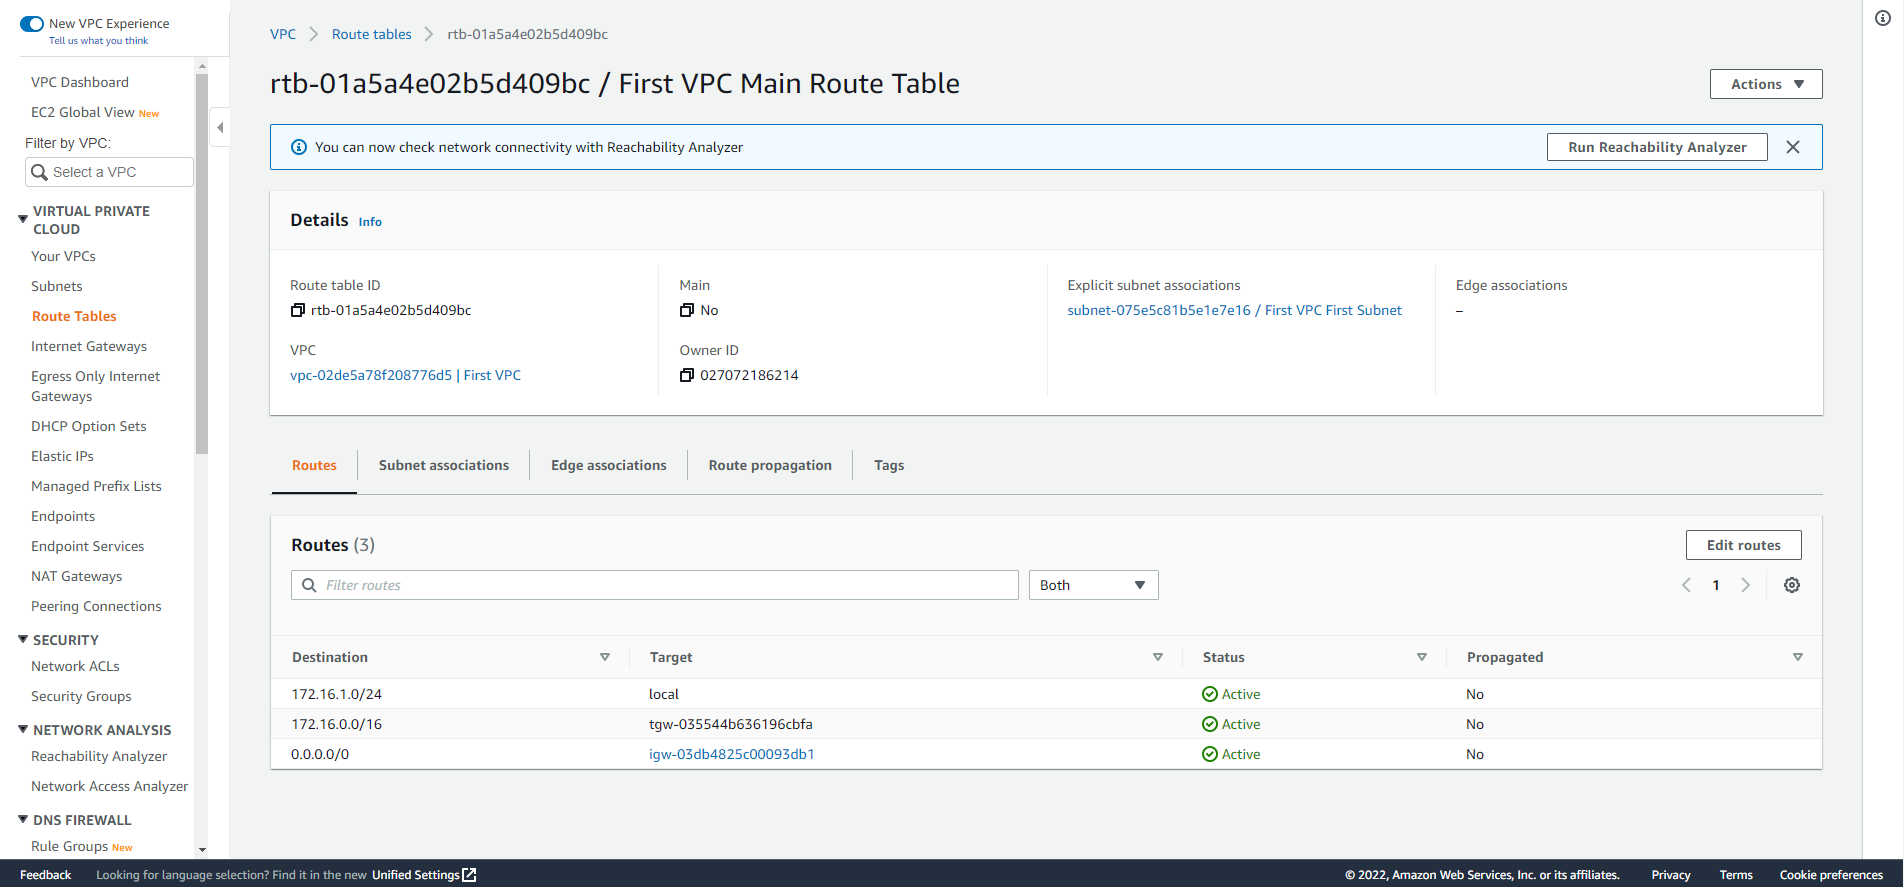 New VPC Experience
Tell us what you think
VPC Dashboard
EC2 Global View New
Filter by VPC:
Select a VPC
VIRTUAL PRIVATE
CLOUD
Your VPCs
Subnets
Route Tables
Internet Gateways
Egress Only Internet
Gateways
DHCP Option Sets
Elastic IPs
Managed Prefix Lists
Endpoints
Endpoint Services
NAT Gateways
Peering Connections
SECURITY
Network ACLs
Security Groups
NETWORK ANALYSIS
Reachability Analyzer
Network Access Analyzer
DNS FIREWALL
Rule Groups New
VPC Route tables rtb-01a5a4e02b5d409bc
rtb-01a5a4e02b5d409bc / First VPC Main Route Table
Actions
You can now check network connectivity with Reachability Analyzer
Run Reachability Analyzer
Details Info
Route table ID
rtb-01a5a4e02b5d409bc
VPC
vpc-02de5a78f208776d5 | First VPC
Main
No
Owner ID
027072186214
Explicit subnet associations
subnet-075e5c81b5e1e7e16 / First VPC First Subnet
Edge associations
–
Routes Subnet associations Edge associations Route propagation Tags
Routes (3)
Edit routes
Filter routes
Both
1
Destination Target Status Propagated
172.16.1.0/24 local Active No
172.16.0.0/16 tgw-035544b636196cbfa Active No
0.0.0.0/0 igw-03db4825c00093db1 Active No
Feedback Looking for language selection? Find it in the new Unified Settings © 2022, Amazon Web Services, Inc. or its affiliates. Privacy Terms Cookie preferences